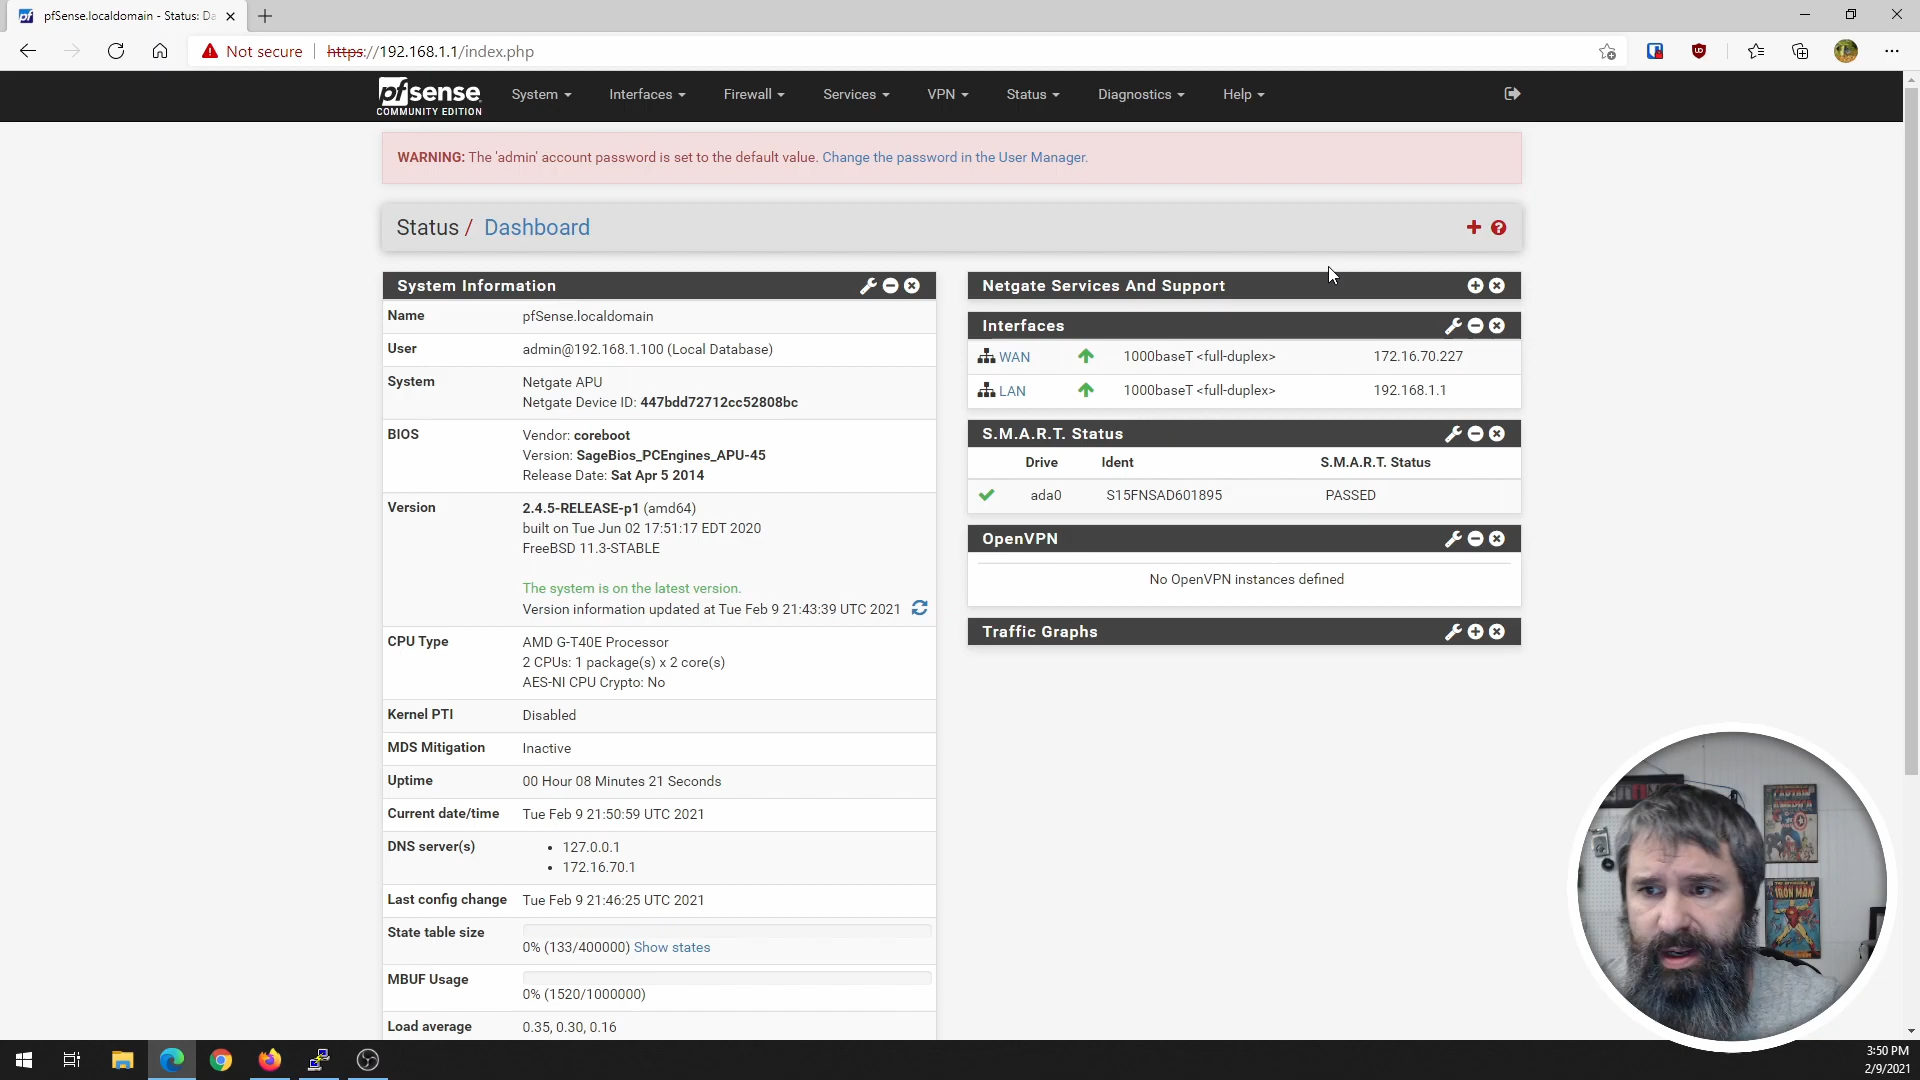 pfSense.localdomain - Status: Da
Not secure
https://192.168.1.1/index.php
pfsense
COMMUNITY EDITION
System
Interfaces
Firewall
Services
VPN
Status
Diagnostics
Help
WARNING: The 'admin' account password is set to the default value. Change the password in the User Manager.
Status / Dashboard
System Information
Name pfSense.localdomain
User admin@192.168.1.100 (Local Database)
System Netgate APU
Netgate Device ID: 447bdd72712cc52808bc
BIOS Vendor: coreboot
Version: SageBios_PCEngines_APU-45
Release Date: Sat Apr 5 2014
Version 2.4.5-RELEASE-p1 (amd64)
built on Tue Jun 02 17:51:17 EDT 2020
FreeBSD 11.3-STABLE
The system is on the latest version.
Version information updated at Tue Feb 9 21:43:39 UTC 2021
CPU Type AMD G-T40E Processor
2 CPUs: 1 package(s) x 2 core(s)
AES-NI CPU Crypto: No
Kernel PTI Disabled
MDS Mitigation Inactive
Uptime 00 Hour 08 Minutes 21 Seconds
Current date/time Tue Feb 9 21:50:59 UTC 2021
DNS server(s) • 127.0.0.1
• 172.16.70.1
Last config change Tue Feb 9 21:46:25 UTC 2021
State table size
0% (133/400000) Show states
MBUF Usage
0% (1520/1000000)
Load average 0.35, 0.30, 0.16
Netgate Services And Support
Interfaces
WAN 1000baseT <full-duplex> 172.16.70.227
LAN 1000baseT <full-duplex> 192.168.1.1
S.M.A.R.T. Status
Drive Ident S.M.A.R.T. Status
ada0 S15FNSAD601895 PASSED
OpenVPN
No OpenVPN instances defined
Traffic Graphs
CAPTAIN
AMERICA
IRON MAN
3:50 PM
2/9/2021